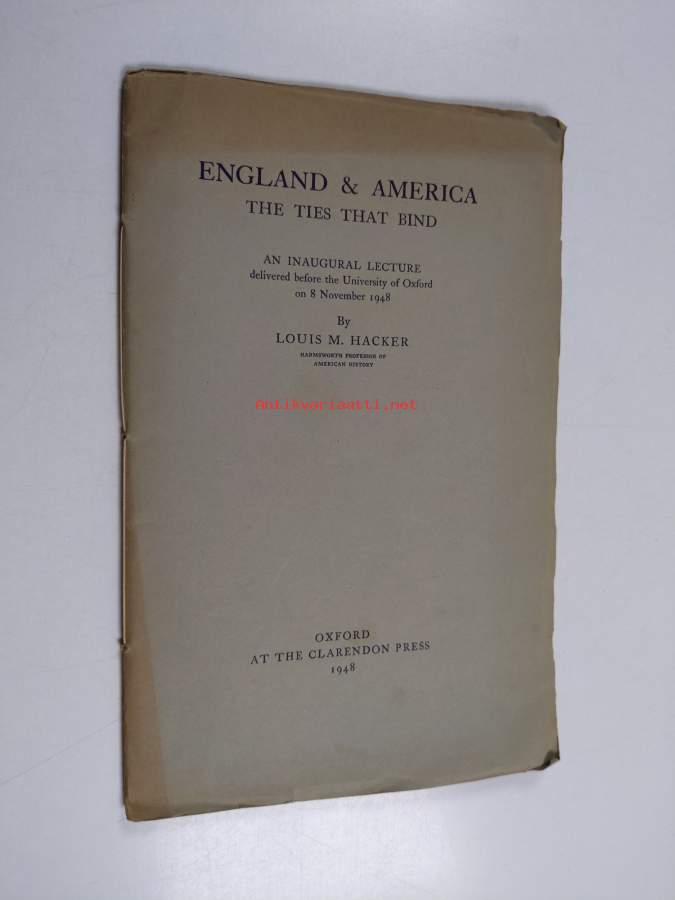 ENGLAND & AMERICA
THE TIES THAT BIND
AN INAUGURAL LECTURE
delivered before the University of Oxford
on 8 November 1948
By
LOUIS M. HACKER
HARMSWORTH PROFESSOR OF
AMERICAN HISTORY
Antikvariaatti.net
OXFORD
AT THE CLARENDON PRESS
1948